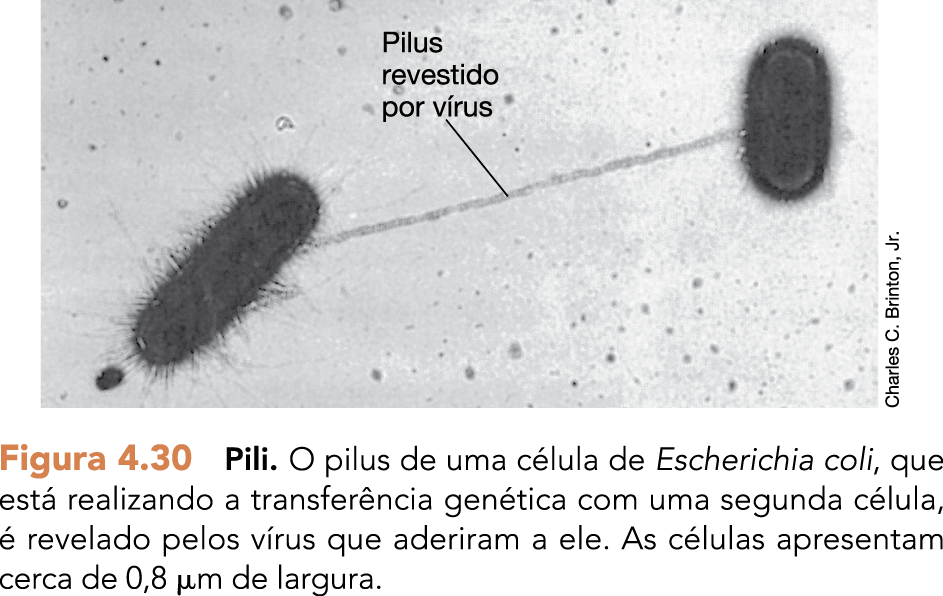 Pilus
revestido
por vírus
Charles C. Brinton, Jr.
Figura 4.30 Pili. O pilus de uma célula de Escherichia coli, que
está realizando a transferência genética com uma segunda célula,
é revelado pelos vírus que aderiram a ele. As células apresentam
cerca de 0,8 μm de largura.